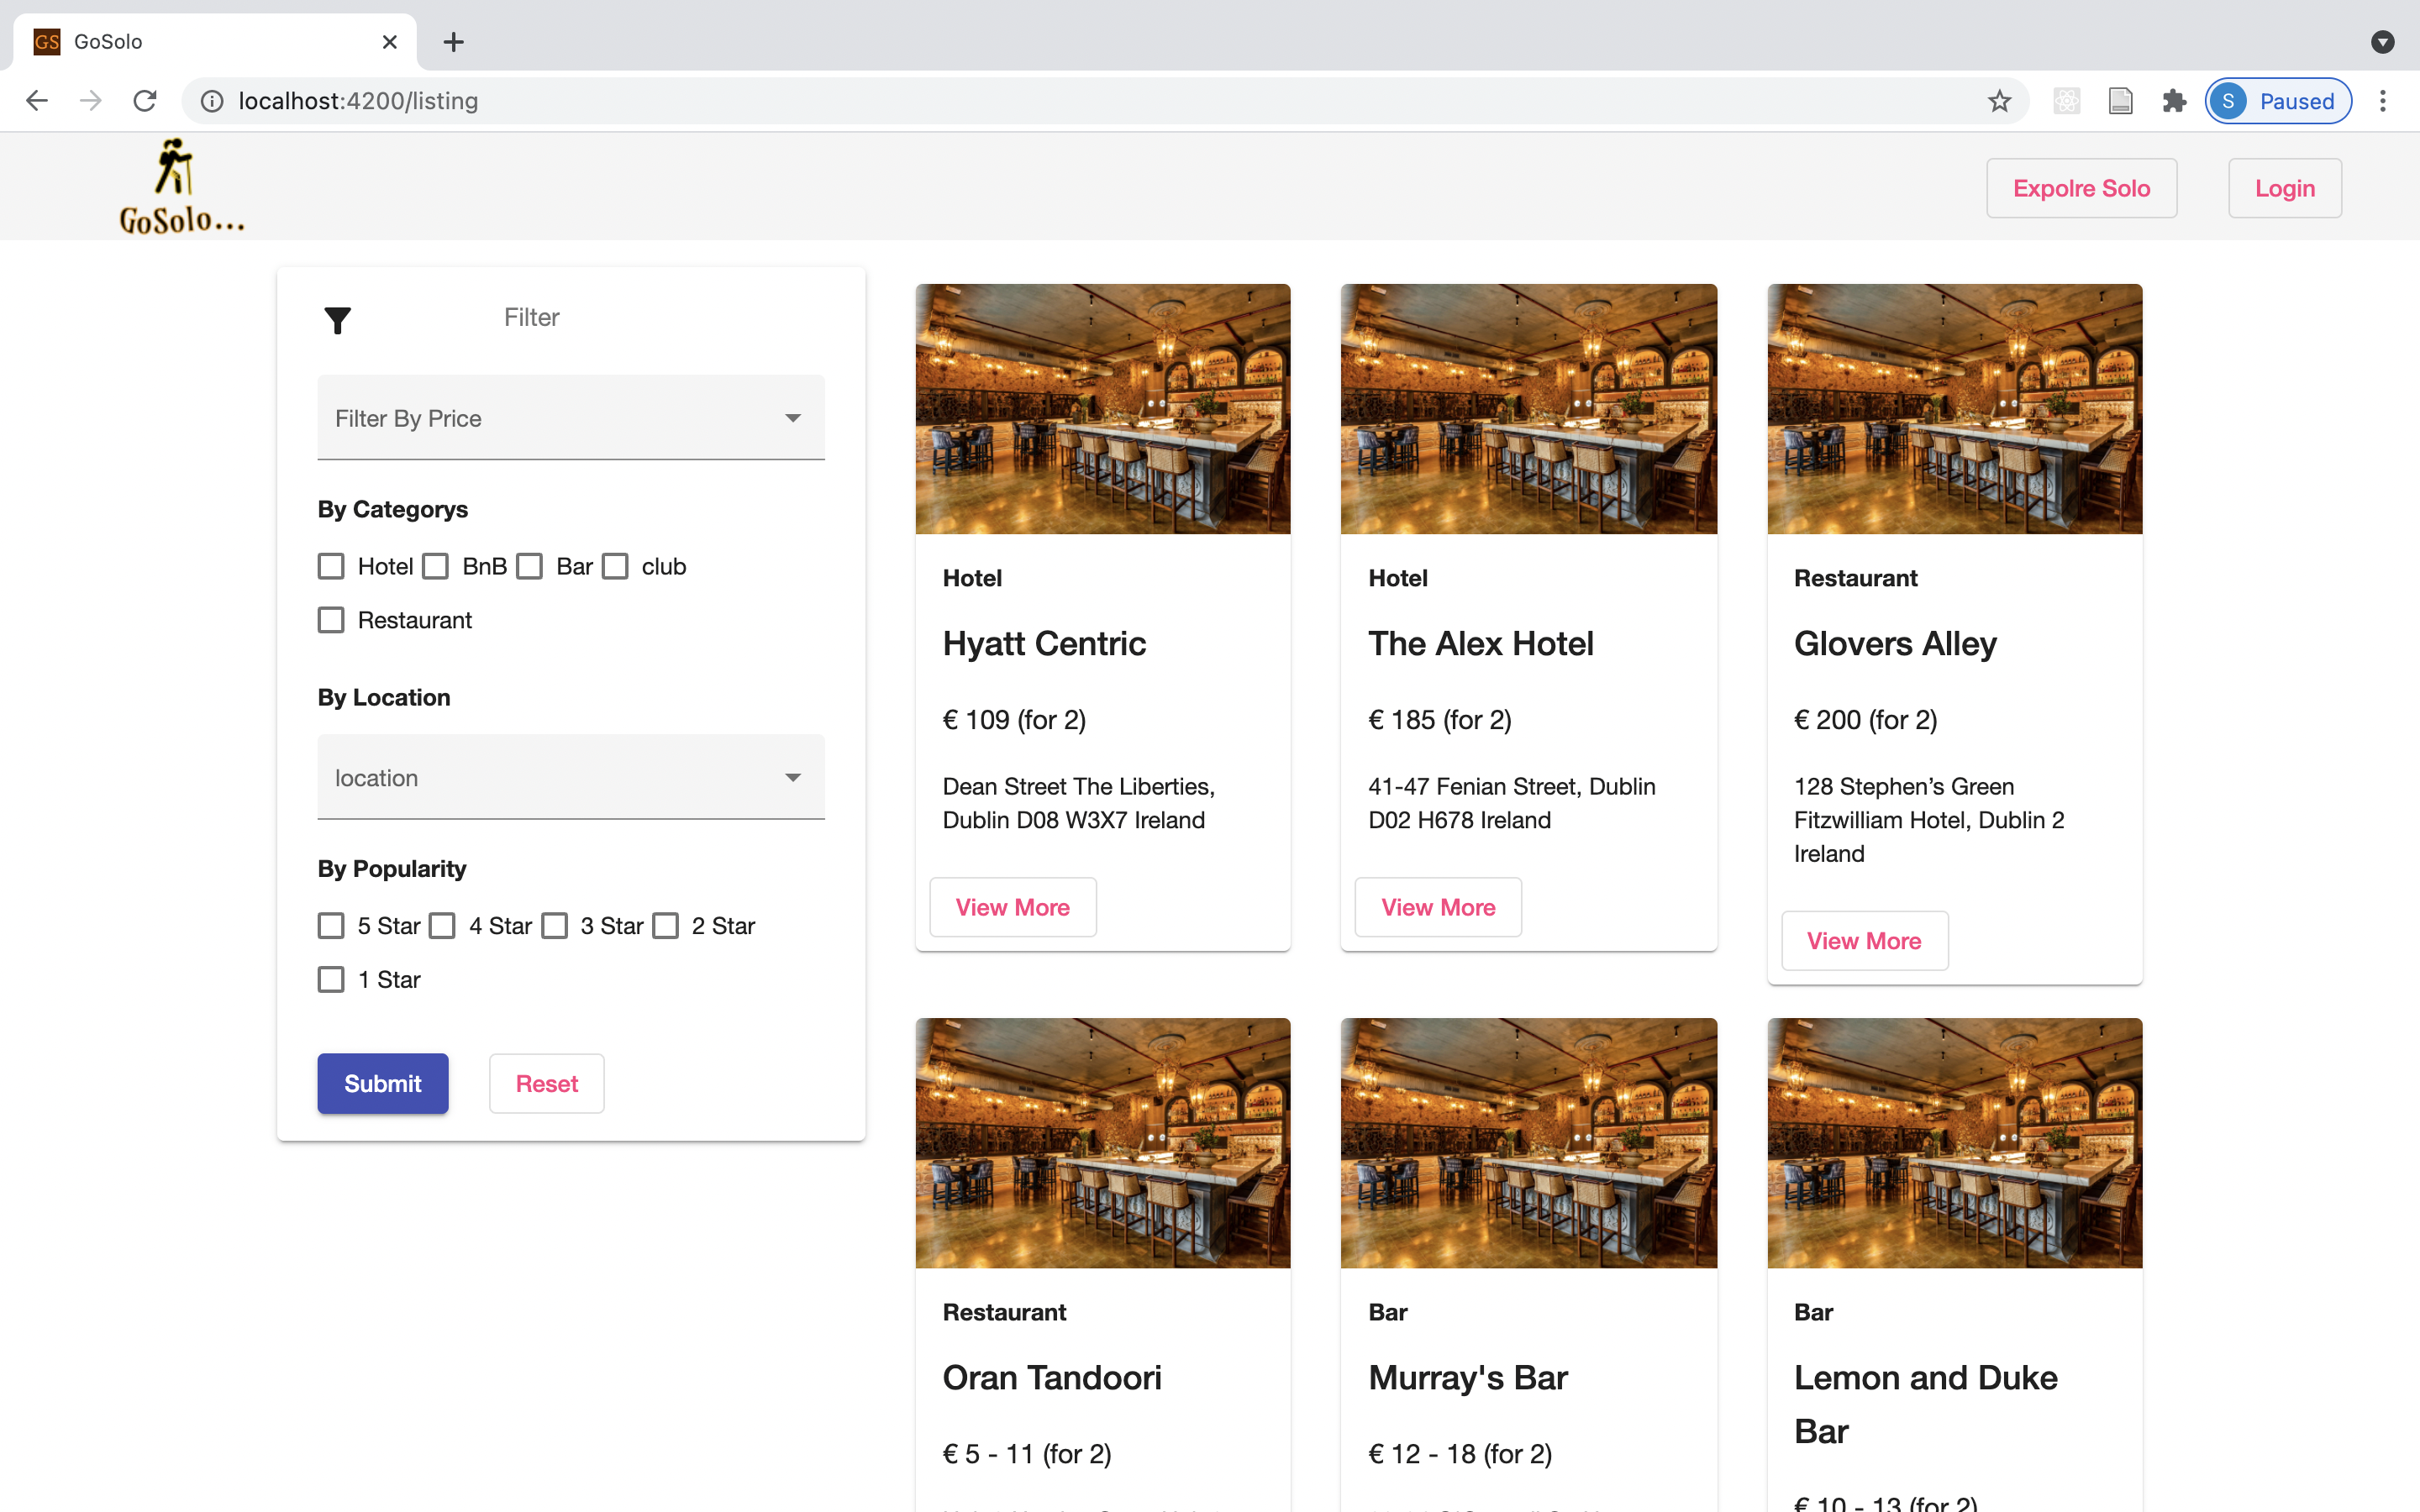 GS GoSolo
localhost:4200/listing
S Paused
GoSolo...
Expolre Solo
Login
Filter
Filter By Price
By Categorys
Hotel BnB Bar club
Restaurant
By Location
location
By Popularity
5 Star 4 Star 3 Star 2 Star
1 Star
Submit
Reset
Hotel
Hyatt Centric
€ 109 (for 2)
Dean Street The Liberties,
Dublin D08 W3X7 Ireland
View More
Hotel
The Alex Hotel
€ 185 (for 2)
41-47 Fenian Street, Dublin
D02 H678 Ireland
View More
Restaurant
Glovers Alley
€ 200 (for 2)
128 Stephen’s Green
Fitzwilliam Hotel, Dublin 2
Ireland
View More
Restaurant
Oran Tandoori
€ 5 - 11 (for 2)
Bar
Murray's Bar
€ 12 - 18 (for 2)
Bar
Lemon and Duke
Bar
€ 10 - 13 (for 2)